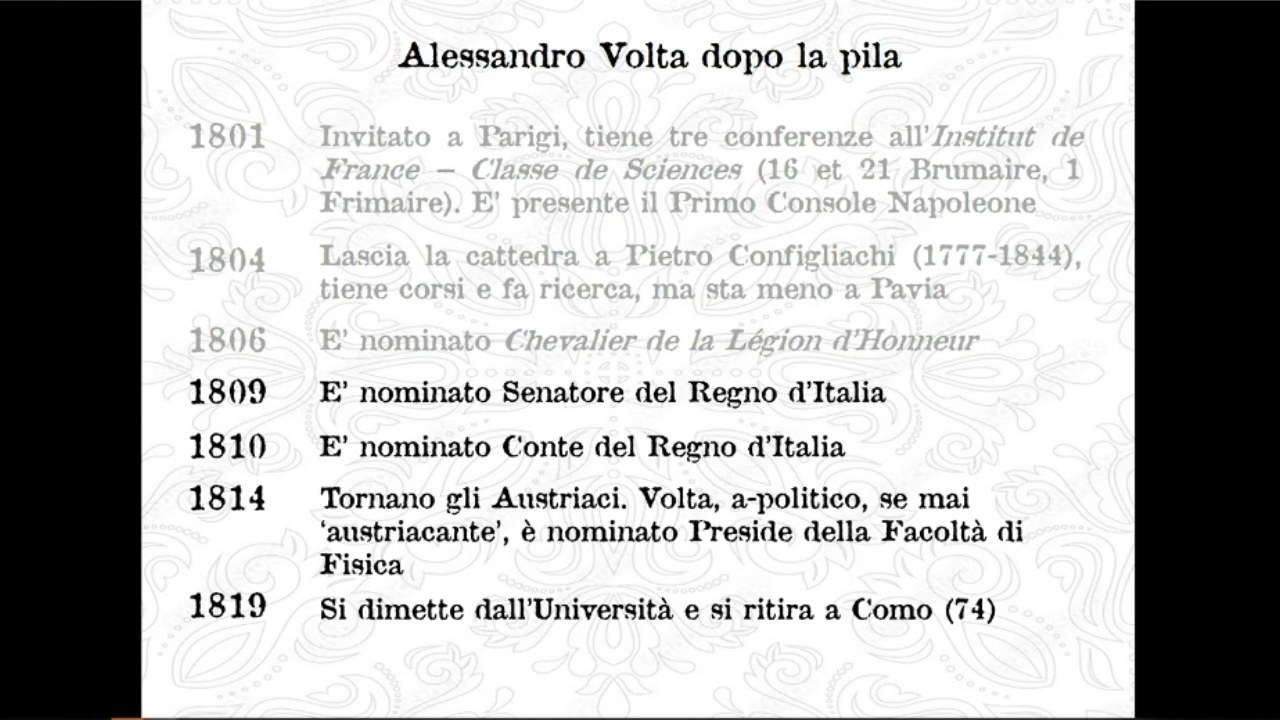 Alessandro Volta dopo la pila
1801 Invitato a Parigi, tiene tre conferenze all'Institut de
France – Classe de Sciences (16 et 21 Brumaire, 1
Frimaire). E' presente il Primo Console Napoleone
1804 Lascia la cattedra a Pietro Configliachi (1777-1844),
tiene corsi e fa ricerca, ma sta meno a Pavia
1806 E' nominato Chevalier de la Légion d'Honneur
1809 E' nominato Senatore del Regno d'Italia
1810 E' nominato Conte del Regno d'Italia
1814 Tornano gli Austriaci. Volta, a-politico, se mai
'austriacante', è nominato Preside della Facoltà di
Fisica
1819 Si dimette dall'Università e si ritira a Como (74)